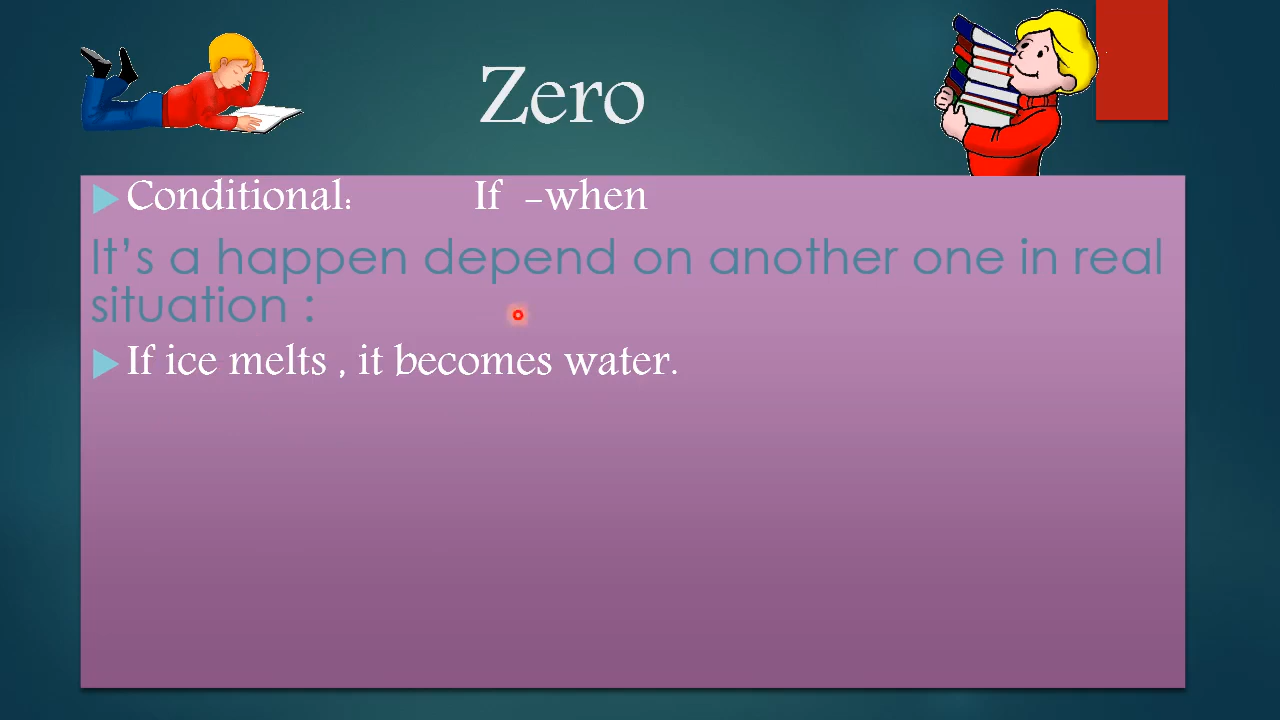 Zero
Conditional: If -when
It's a happen depend on another one in real
situation :
If ice melts , it becomes water.